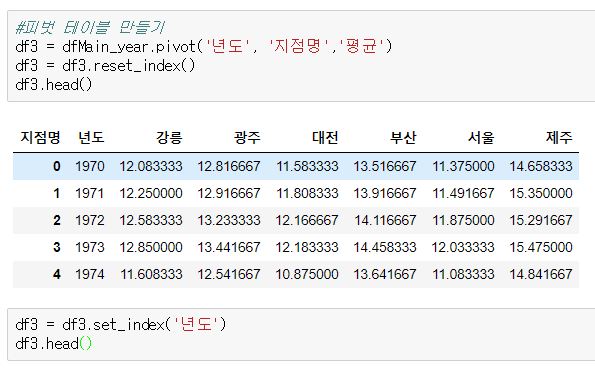 #피벗 테이블 만들기
df3 = dfMain_year.pivot('년도', '지점명','평균')
df3 = df3.reset_index()
df3.head()
지점명 년도 강릉 광주 대전 부산 서울 제주
0 1970 12.083333 12.816667 11.583333 13.516667 11.375000 14.658333
1 1971 12.250000 12.916667 11.808333 13.916667 11.491667 15.350000
2 1972 12.583333 13.233333 12.166667 14.116667 11.875000 15.291667
3 1973 12.850000 13.441667 12.183333 14.458333 12.033333 15.475000
4 1974 11.608333 12.541667 10.875000 13.641667 11.083333 14.841667
df3 = df3.set_index('년도')
df3.head()